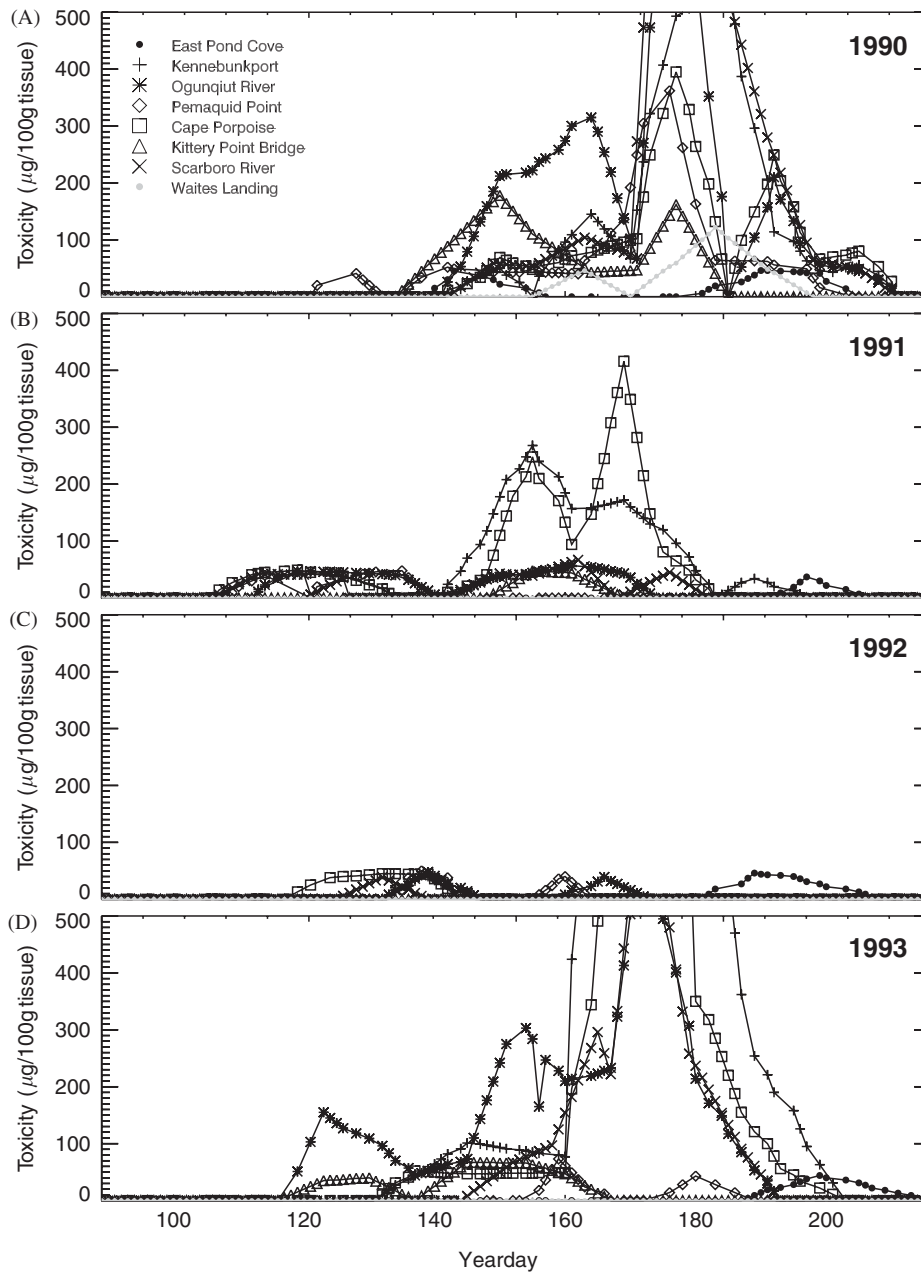 (A)
1990
500
400
300
200
100
0
Toxicity (μg/100g tissue)
East Pond Cove
Kennebunkport
Ogunqiut River
Pemaquid Point
Cape Porpoise
Kittery Point Bridge
Scarboro River
Waites Landing
(B)
1991
500
400
300
200
100
0
Toxicity (μg/100g tissue)
(C)
1992
500
400
300
200
100
0
Toxicity (μg/100g tissue)
(D)
1993
500
400
300
200
100
0
Toxicity (μg/100g tissue)
100 120 140 160 180 200
Yearday